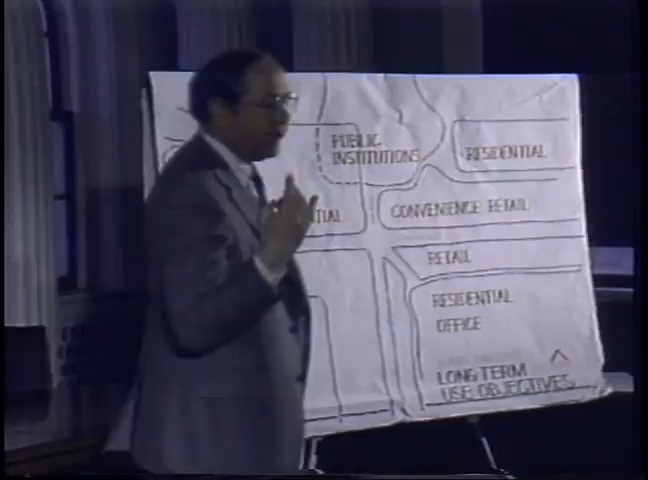 PUBLIC
INSTITUTIONS
RESIDENTIAL
TIAL
CONVENIENCE RETAIL
RETAIL
RESIDENTIAL
OFFICE
LONG TERM
USE OBJECTIVES